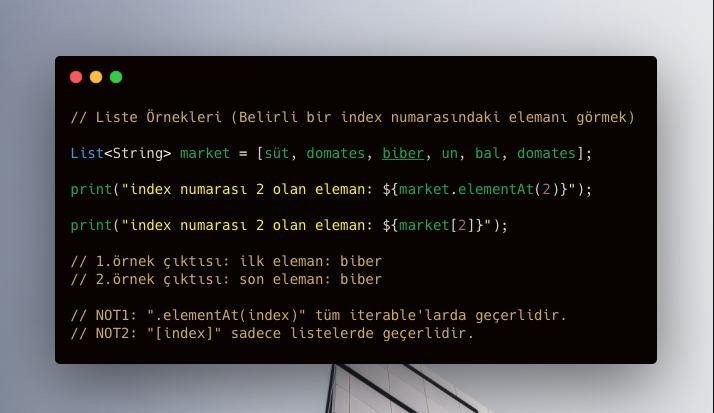 // Liste Örnekleri (Belirli bir index numarasındaki elemanı görmek)
List<String> market = [süt, domates, biber, un, bal, domates];
print("index numarası 2 olan eleman: ${market.elementAt(2)}");
print("index numarası 2 olan eleman: ${market[2]}");
// 1.örnek çıktısı: ilk eleman: biber
// 2.örnek çıktısı: son eleman: biber
// NOT1: ".elementAt(index)" tüm iterable'larda geçerlidir.
// NOT2: "[index]" sadece listelerde geçerlidir.